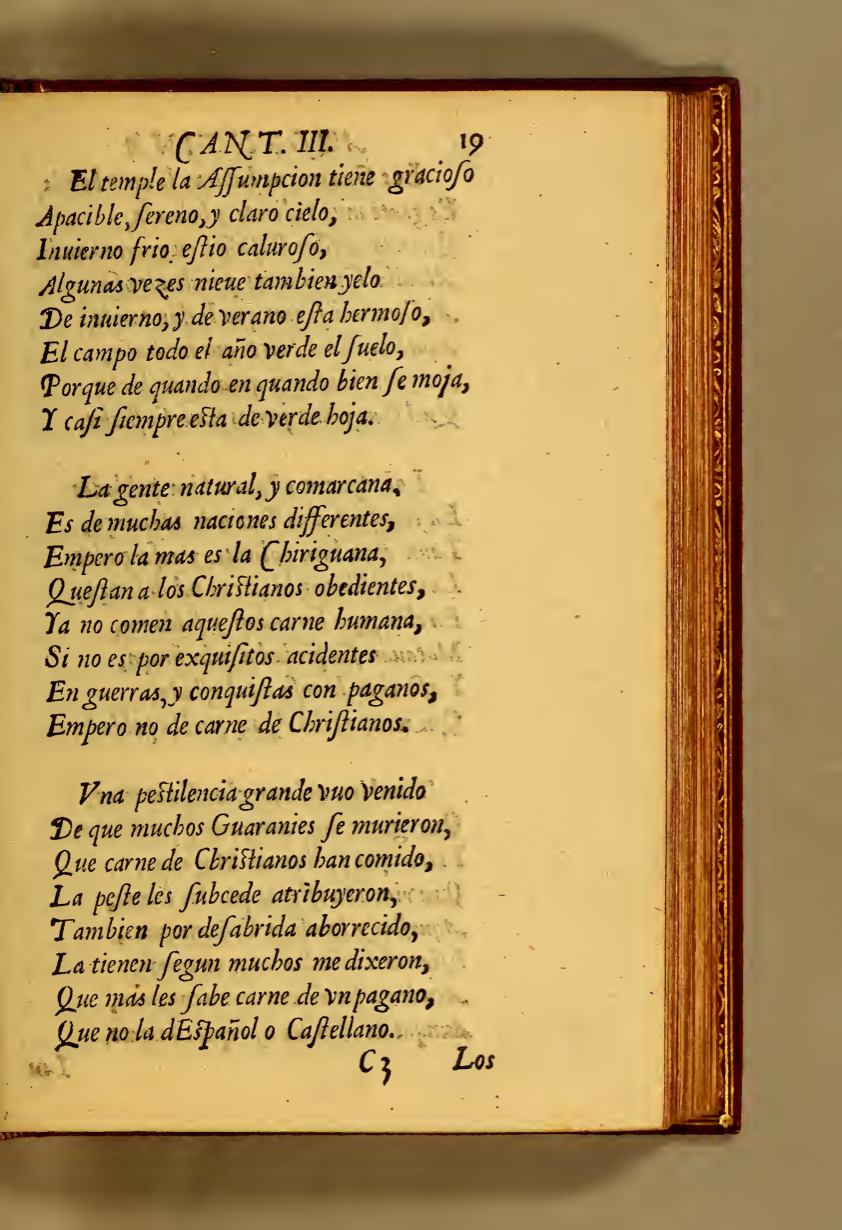 CANT. III. 19
El temple la Aſſumpcion tiene gracioſo
Apacible, ſereno, y claro cielo,
Inuierno frio, eſtio caluroſo,
Algunas vezes nieue tambien yelo
De inuierno, y de verano eſta hermoſo,
El campo todo el año verde el ſuelo,
Porque de quando en quando bien ſe moja,
Y caſi ſiempre eſta de verde hoja.
La gente natural, y comarcana,
Es de muchas naciones differentes,
Empero la mas es la Chiriguana,
Queſtan a los Chriſtianos obedientes,
Ya no comen aqueſtos carne humana,
Si no es por exquiſitos acidentes
En guerras, y conquiſtas con paganos,
Empero no de carne de Chriſtianos.
Vna peſtilencia grande vuo venido
De que muchos Guaranies ſe murieron,
Que carne de Chriſtianos han comido,
La peſte les ſubcede atribuyeron,
Tambien por deſabrida aborrecido,
La tienen ſegun muchos me dixeron,
Que mas les ſabe carne de vn pagano,
Que no la dEſpañol o Caſtellano.
C3 Los